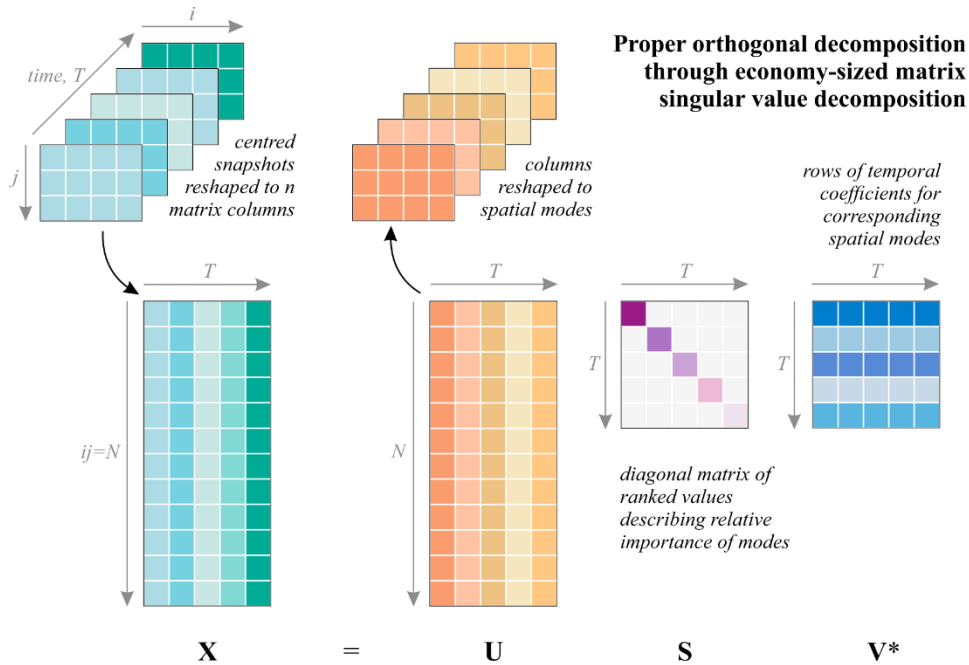 Proper orthogonal decomposition
through economy-sized matrix
singular value decomposition
i
time, T
j
centred
snapshots
reshaped to n
matrix columns
columns
reshaped to
spatial modes
rows of temporal
coefficients for
corresponding
spatial modes
T
T
T
T
ij=N
N
T
T
diagonal matrix of
ranked values
describing relative
importance of modes
X = U S V*